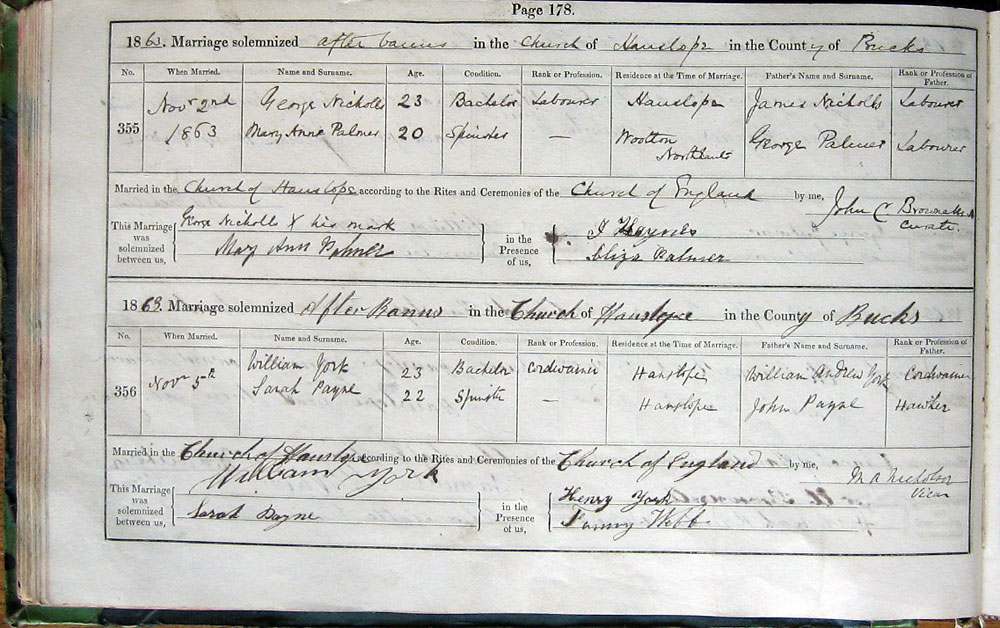 Page 178.
1863. Marriage solemnized after banns in the Church of Hanslope in the County of Bucks
No. When Married. Name and Surname. Age. Condition. Rank or Profession. Residence at the Time of Marriage. Father's Name and Surname. Rank or Profession of Father.
355 Novr 2nd George Nicholls 23 Bachelor Labourer Hanslope James Nicholls Labourer
1863 Mary Anne Palmer 20 Spinster — Wootton Northants George Palmer Labourer
Married in the Church of Hanslope according to the Rites and Ceremonies of the Church of England by me,
John C. curate.
This Marriage was solemnized between us, George Nicholls X his mark in the Presence of us,
Mary Ann Palmer Eliza Palmer
1863. Marriage solemnized After Banns in the Church of Hanslope in the County of Bucks
No. When Married. Name and Surname. Age. Condition. Rank or Profession. Residence at the Time of Marriage. Father's Name and Surname. Rank or Profession of Father.
356 Novr 5th William York 23 Bachelor Cordwainer Hanslope William Andrew York Cordwainer
Sarah Payne 22 Spinster — Hanslope John Payne Hawker
Married in the Church of Hanslope according to the Rites and Ceremonies of the Church of England by me, M A Nicholson Vicar
This Marriage was solemnized between us, William York in the Presence of us, Henry York
Sarah Payne Fanny Webb